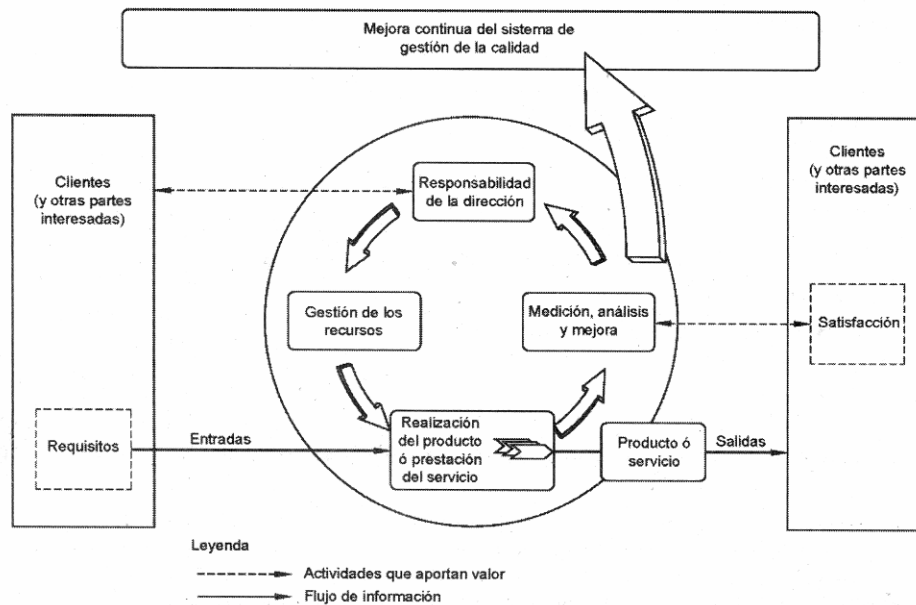 Mejora continua del sistema de
gestión de la calidad
Clientes
(y otras partes
interesadas)
Responsabilidad
de la dirección
Clientes
(y otras partes
interesadas)
Gestión de los
recursos
Medición, análisis
y mejora
Satisfacción
Requisitos
Entradas
Realización
del producto
ó prestación
del servicio
Producto ó
servicio
Salidas
Leyenda
Actividades que aportan valor
Flujo de información